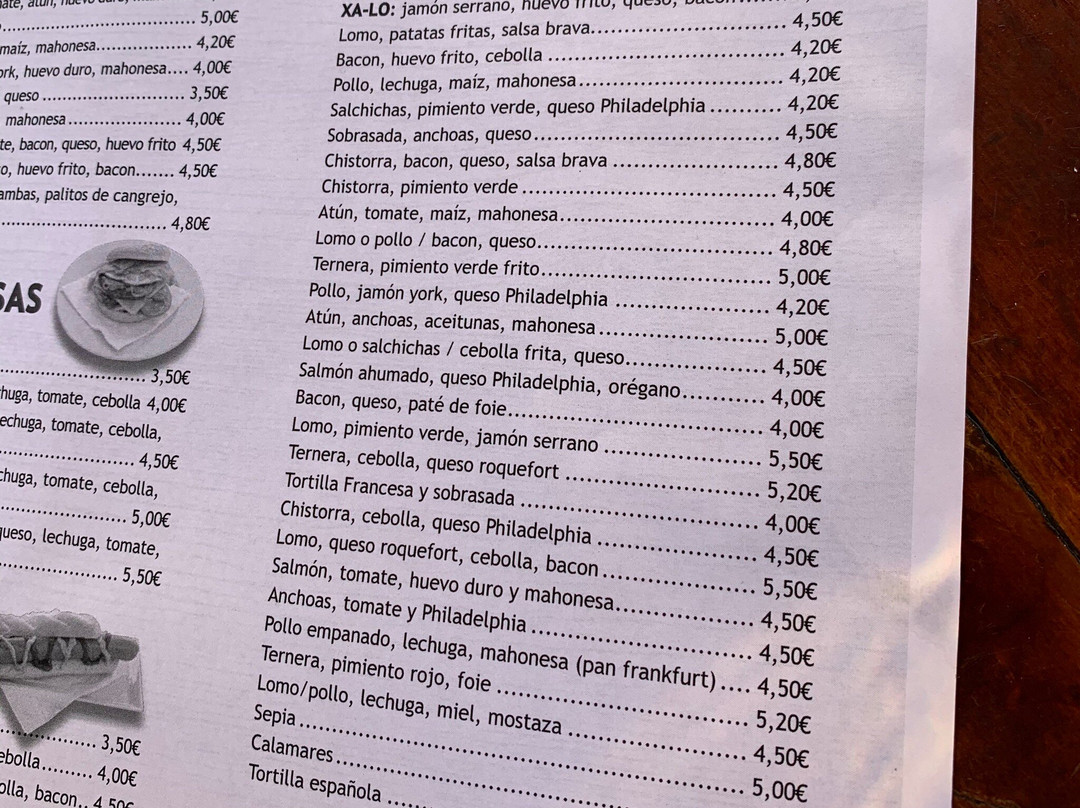 5,00€
maíz, mahonesa.................. 4,20€
huevo duro, mahonesa.... 4,00€
queso ......................... 3,50€
mahonesa.................... 4,00€
bacon, queso, huevo frito 4,50€
huevo frito, bacon....... 4,50€
palitos de cangrejo,
4,80€
3,50€
tomate, cebolla 4,00€
tomate, cebolla,
4,50€
tomate, cebolla,
5,00€
lechuga, tomate,
5,50€
3,50€
4,00€
bacon.. 4,50€
XA-LO: jamón serrano, huevo frito, queso, bacon
Lomo, patatas fritas, salsa brava........................... 4,50€
Bacon, huevo frito, cebolla .................................. 4,20€
Pollo, lechuga, maíz, mahonesa............................. 4,20€
Salchichas, pimiento verde, queso Philadelphia .......... 4,20€
Sobrasada, anchoas, queso.................................... 4,50€
Chistorra, bacon, queso, salsa brava ........................ 4,80€
Chistorra, pimiento verde ..................................... 4,50€
Atún, tomate, maíz, mahonesa............................... 4,00€
Lomo o pollo / bacon, queso.................................. 4,80€
Ternera, pimiento verde frito................................. 5,00€
Pollo, jamón york, queso Philadelphia ...................... 4,20€
Atún, anchoas, aceitunas, mahonesa........................ 5,00€
Lomo o salchichas / cebolla frita, queso.................... 4,50€
Salmón ahumado, queso Philadelphia, orégano............ 4,00€
Bacon, queso, paté de foie.................................... 4,00€
Lomo, pimiento verde, jamón serrano ...................... 5,50€
Ternera, cebolla, queso roquefort ........................... 5,20€
Tortilla Francesa y sobrasada ................................. 4,00€
Chistorra, cebolla, queso Philadelphia ...................... 4,50€
Lomo, queso roquefort, cebolla, bacon...................... 5,50€
Salmón, tomate, huevo duro y mahonesa.................... 4,50€
Anchoas, tomate y Philadelphia ............................... 4,50€
Pollo empanado, lechuga, mahonesa (pan frankfurt) .... 4,50€
Ternera, pimiento rojo, foie .................................. 5,20€
Lomo/pollo, lechuga, miel, mostaza ......................... 4,50€
Sepia ............................................................. 5,00€
Calamares.......................................................
Tortilla española ...............